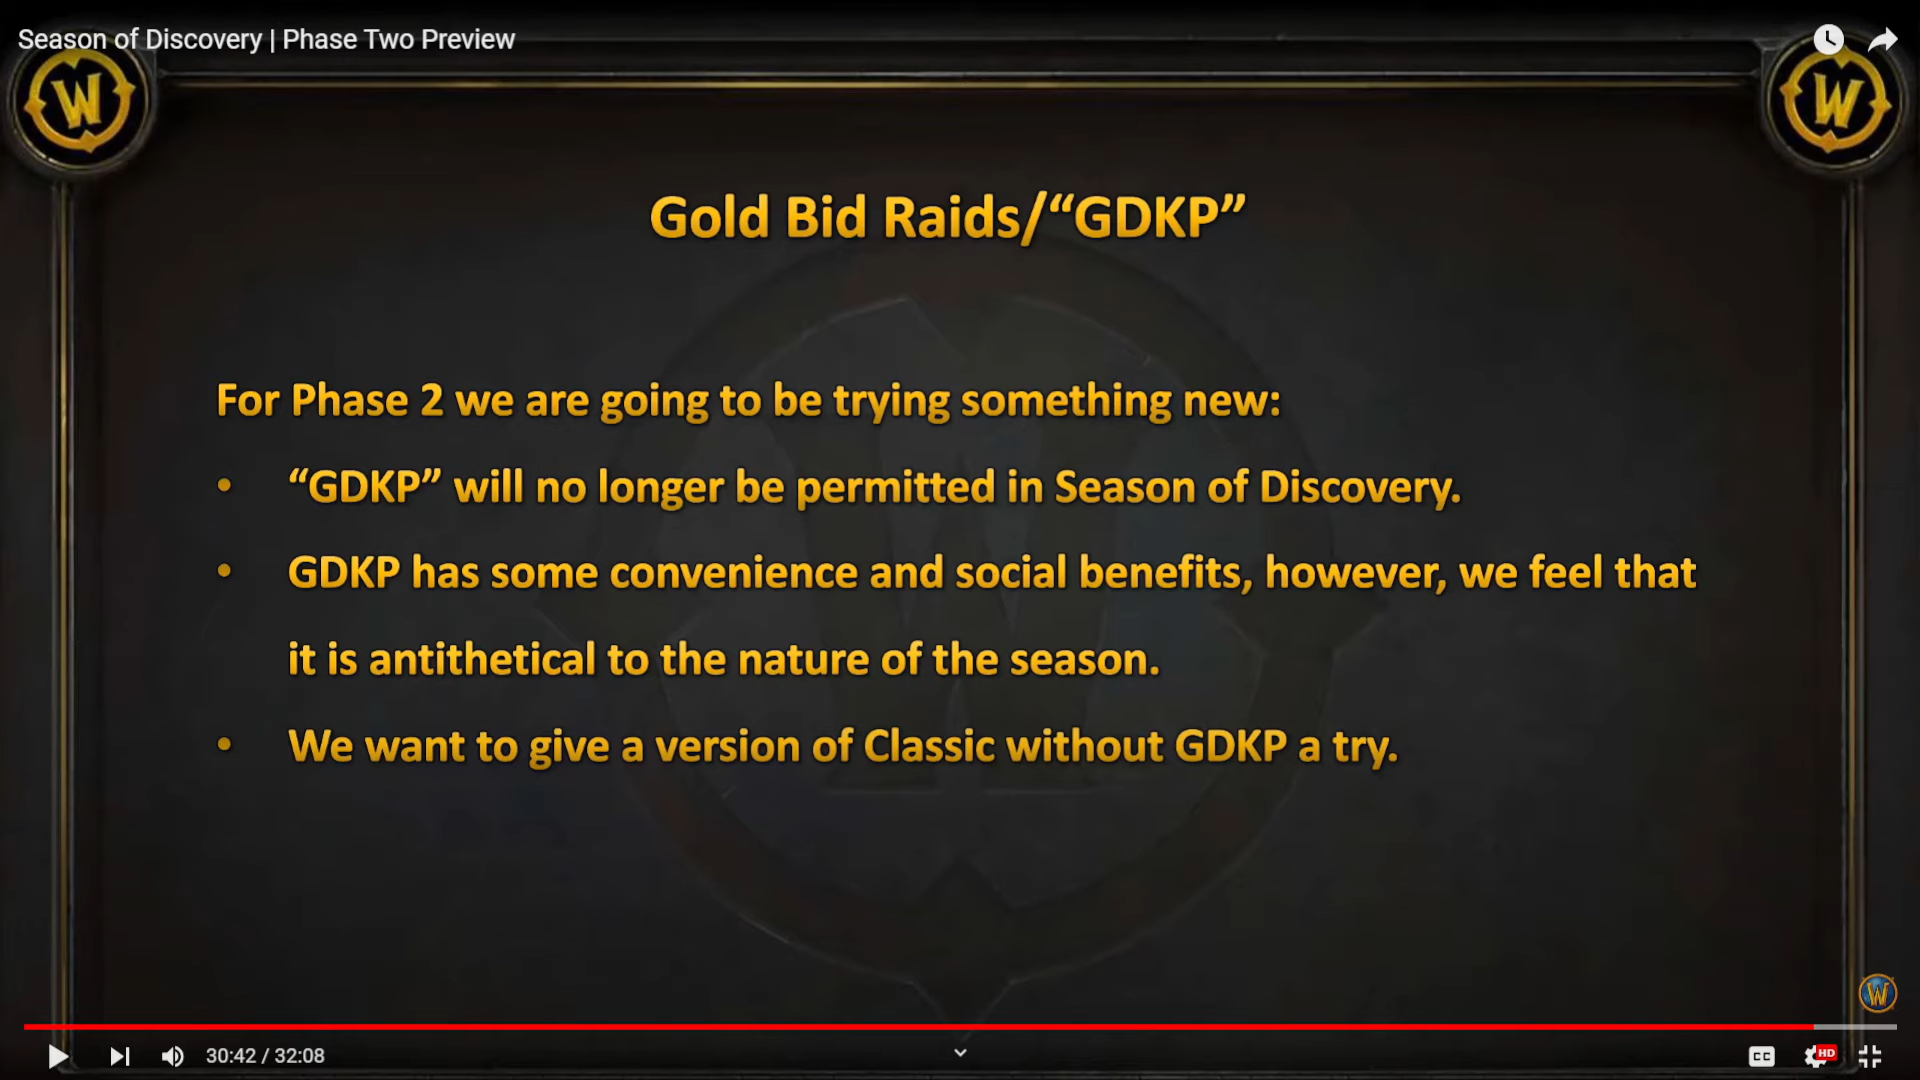 Season of Discovery | Phase Two Preview
W
W
Gold Bid Raids/“GDKP”
For Phase 2 we are going to be trying something new:
• “GDKP” will no longer be permitted in Season of Discovery.
• GDKP has some convenience and social benefits, however, we feel that
it is antithetical to the nature of the season.
• We want to give a version of Classic without GDKP a try.
W
W
30:42 / 32:08
CC
HD